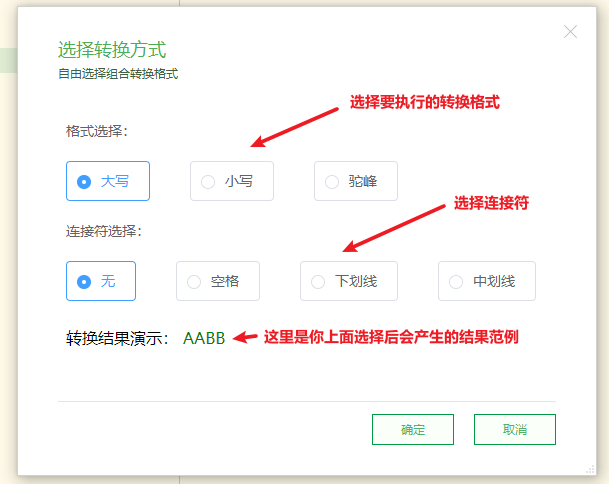 选择转换方式
自由选择组合转换格式
选择要执行的转换格式
格式选择：
大写 小写 驼峰
选择连接符
连接符选择：
无 空格 下划线 中划线
转换结果演示： AABB 这里是你上面选择后会产生的结果范例
确定 取消